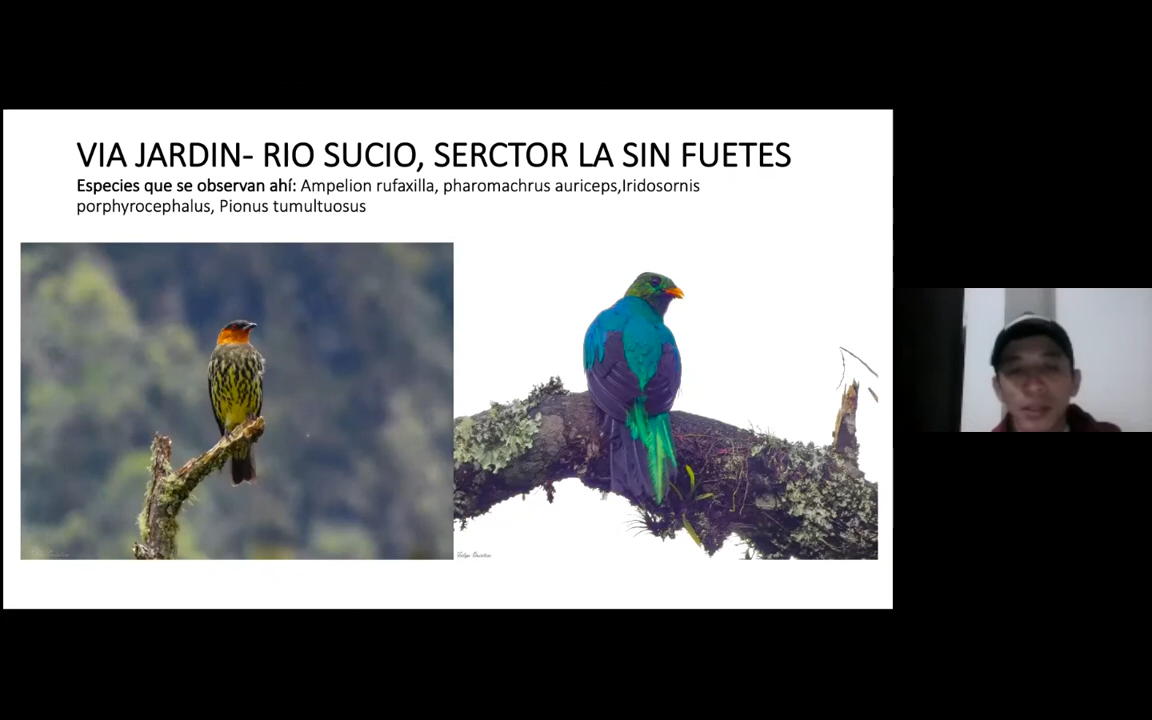 VIA JARDIN- RIO SUCIO, SERCTOR LA SIN FUETES
Especies que se observan ahí: Ampelion rufaxilla, pharomachrus auriceps,Iridosornis
porphyrocephalus, Pionus tumultuosus